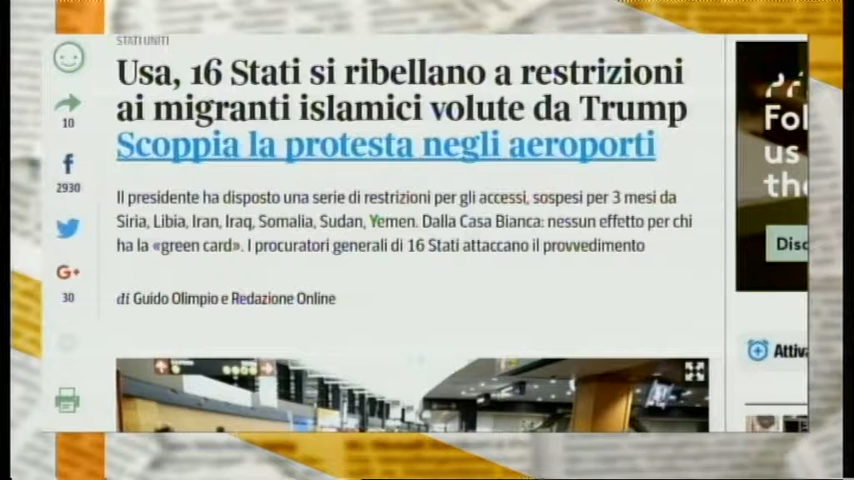 STATI UNITI
Usa, 16 Stati si ribellano a restrizioni
ai migranti islamici volute da Trump
Scoppia la protesta negli aeroporti
Il presidente ha disposto una serie di restrizioni per gli accessi, sospesi per 3 mesi da
Siria, Libia, Iran, Iraq, Somalia, Sudan, Yemen. Dalla Casa Bianca: nessun effetto per chi
ha la «green card». I procuratori generali di 16 Stati attaccano il provvedimento
di Guido Olimpio e Redazione Online
10
f
2930
G+
30
Fol
us
the
Disc
Attiva